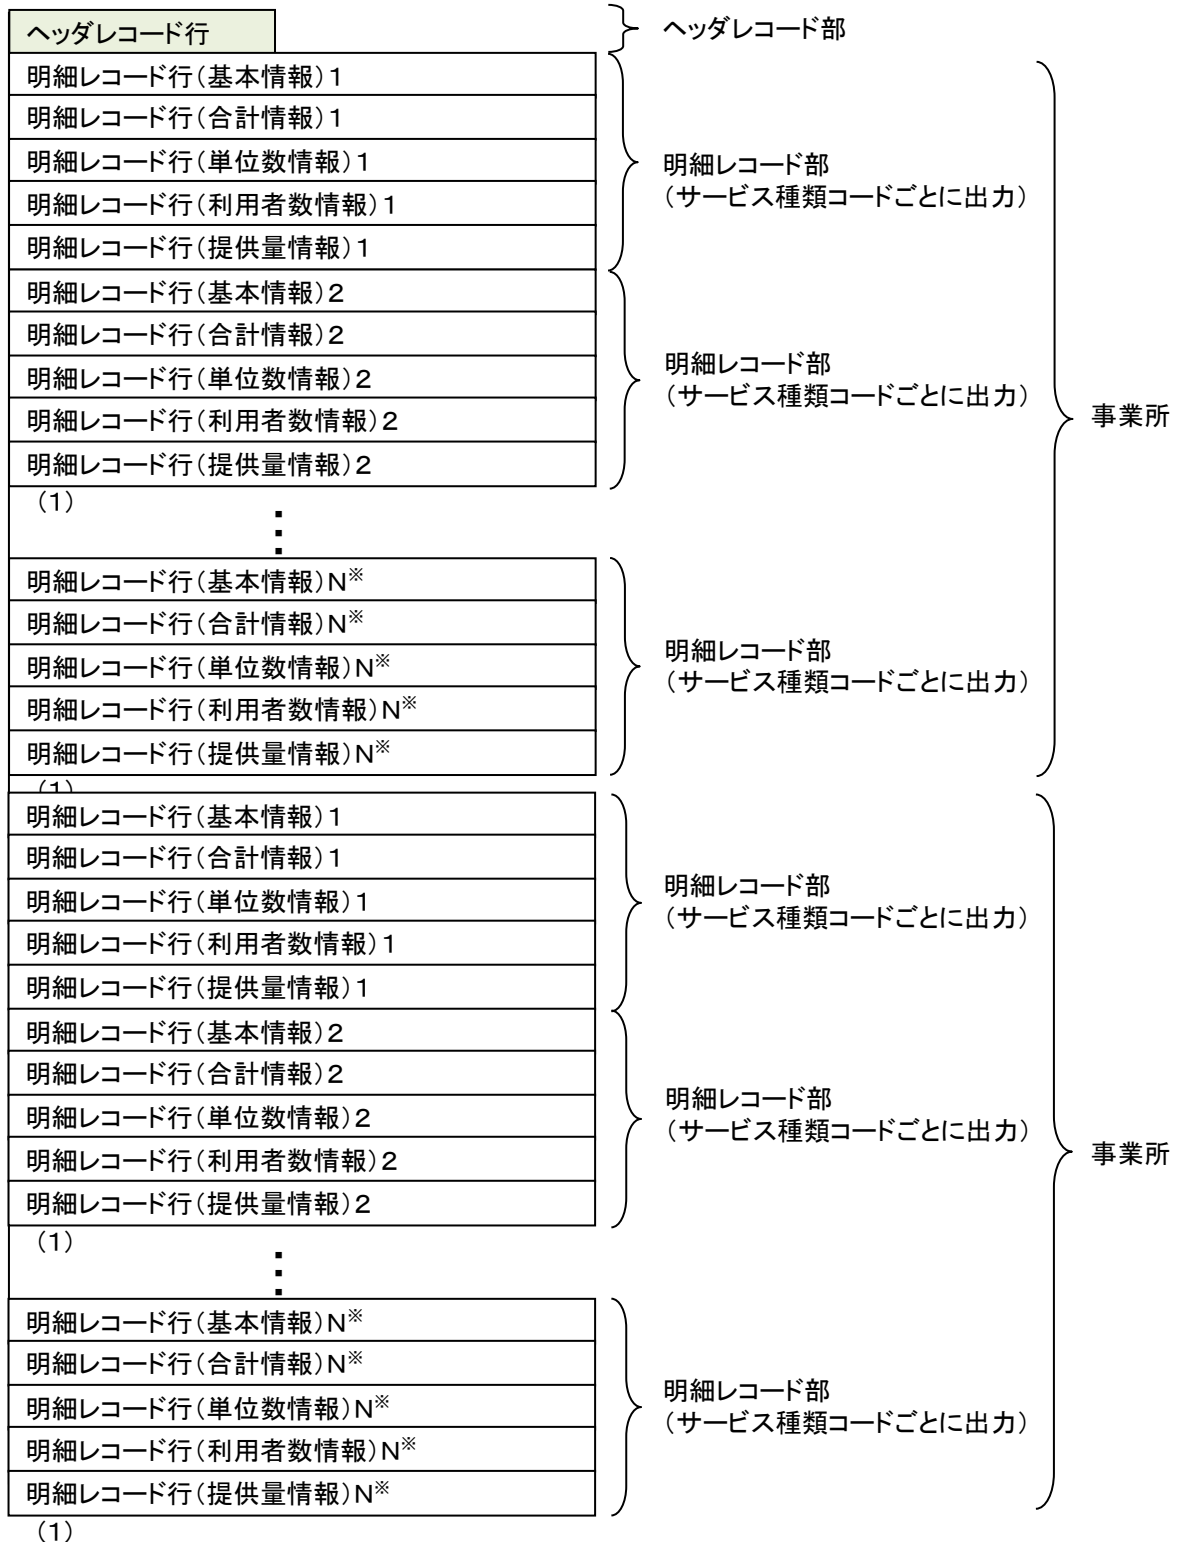 ヘッダレコード行
ヘッダレコード部
明細レコード行(基本情報)1
明細レコード行(合計情報)1
明細レコード行(単位数情報)1
明細レコード行(利用者数情報)1
明細レコード行(提供量情報)1
明細レコード部
(サービス種類コードごとに出力)
明細レコード行(基本情報)2
明細レコード行(合計情報)2
明細レコード行(単位数情報)2
明細レコード行(利用者数情報)2
明細レコード行(提供量情報)2
明細レコード部
(サービス種類コードごとに出力)
事業所
(1)
明細レコード行(基本情報)N※
明細レコード行(合計情報)N※
明細レコード行(単位数情報)N※
明細レコード行(利用者数情報)N※
明細レコード行(提供量情報)N※
明細レコード部
(サービス種類コードごとに出力)
(1)
明細レコード行(基本情報)1
明細レコード行(合計情報)1
明細レコード行(単位数情報)1
明細レコード行(利用者数情報)1
明細レコード行(提供量情報)1
明細レコード部
(サービス種類コードごとに出力)
明細レコード行(基本情報)2
明細レコード行(合計情報)2
明細レコード行(単位数情報)2
明細レコード行(利用者数情報)2
明細レコード行(提供量情報)2
明細レコード部
(サービス種類コードごとに出力)
事業所
(1)
明細レコード行(基本情報)N※
明細レコード行(合計情報)N※
明細レコード行(単位数情報)N※
明細レコード行(利用者数情報)N※
明細レコード行(提供量情報)N※
明細レコード部
(サービス種類コードごとに出力)
(1)